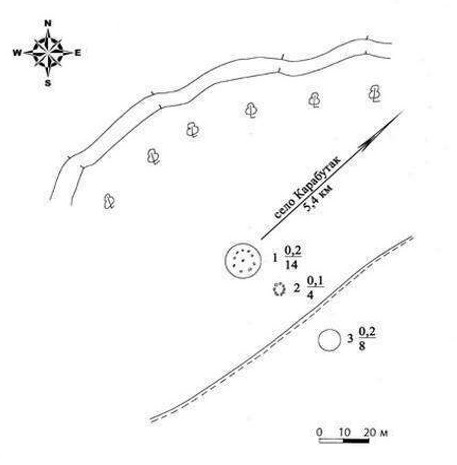 N
W E
S
село Карабутак
5,4 км
1 0,2
14
2 0,1
4
3 0,2
8
0 10 20 м